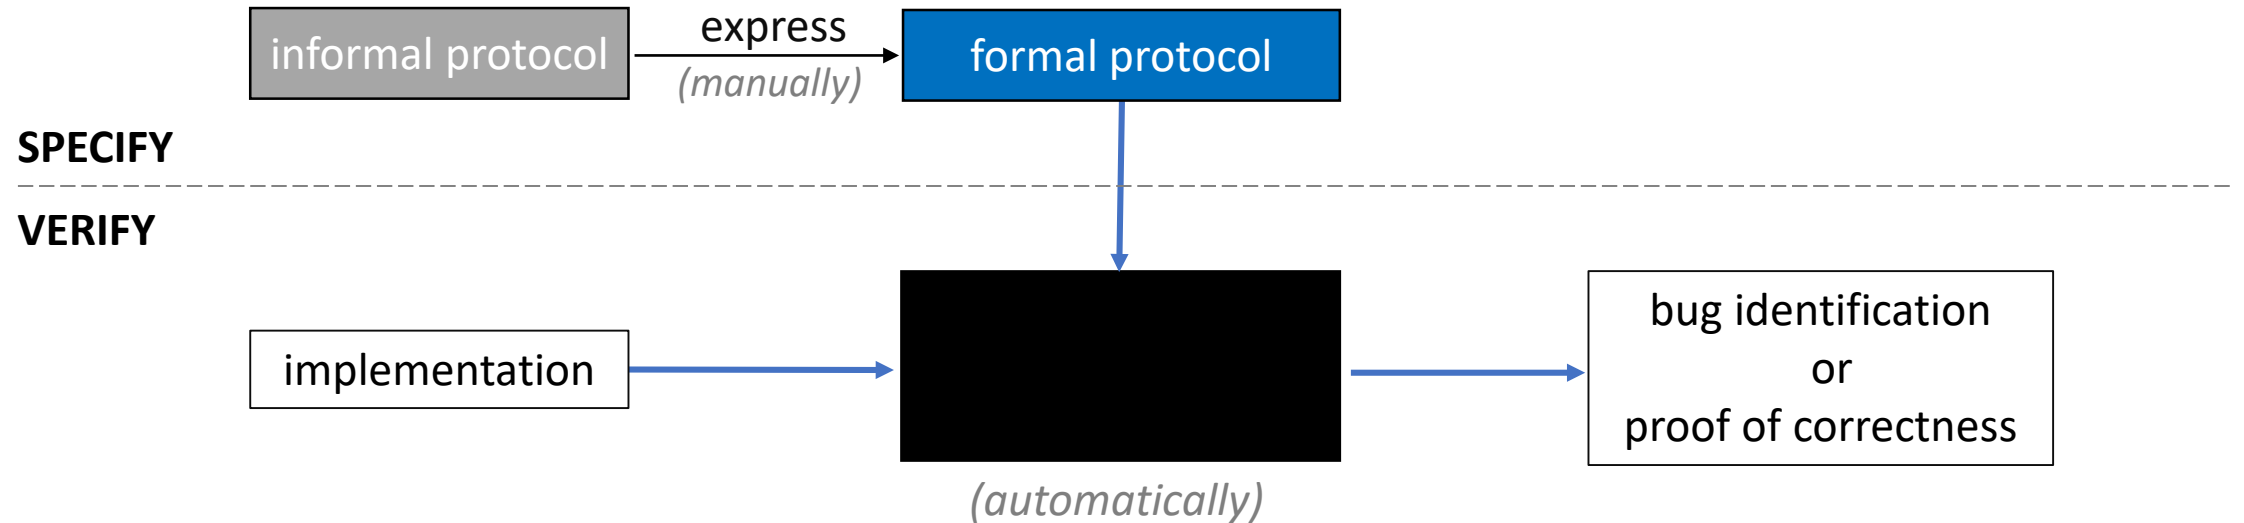 informal protocol
express
(manually)
formal protocol
SPECIFY
VERIFY
implementation
(automatically)
bug identification
or
proof of correctness